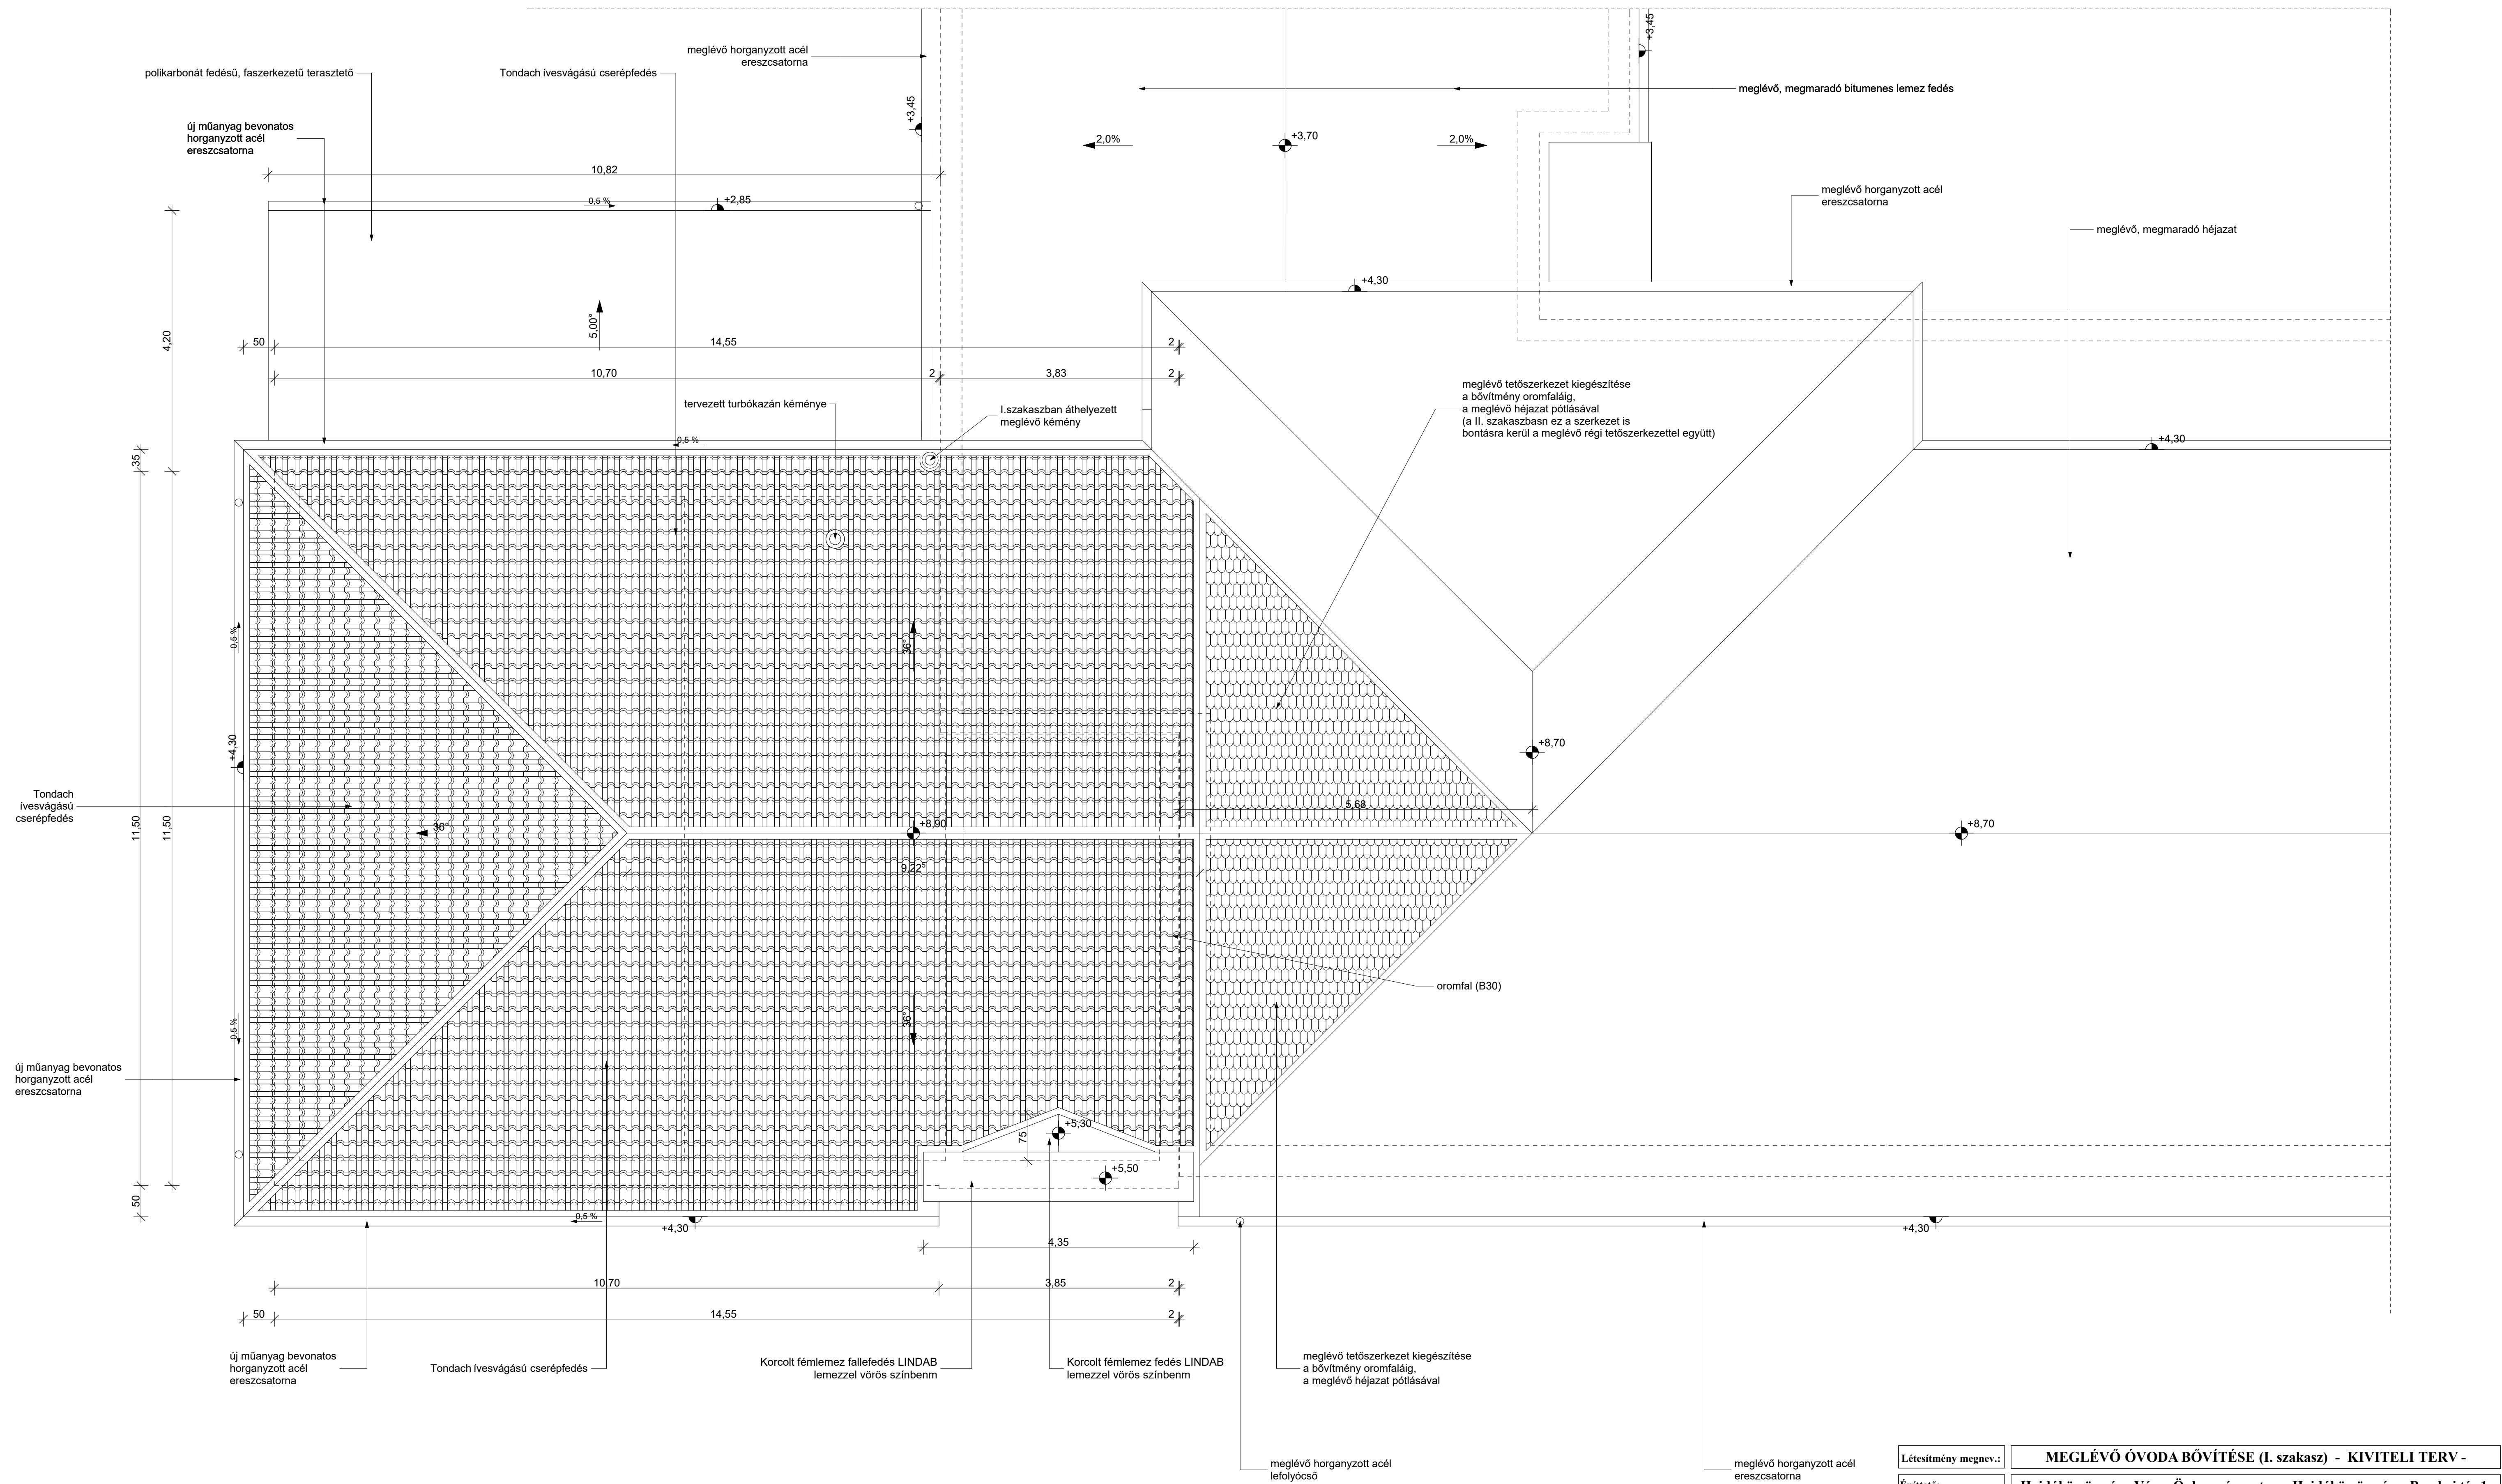 meglévő horganyzott acél
ereszcsatorna
+3,45
polikarbonát fedésű, faszerkezetű terasztető
Tondach ívesvágású cserépfedés
meglévő, megmaradó bitumenes lemez fedés
+3,45
új műanyag bevonatos
horganyzott acél
ereszcsatorna
2,0%
+3,70
2,0%
10,82
meglévő horganyzott acél
ereszcsatorna
0,5 %
+2,85
meglévő, megmaradó héjazat
+4,30
5,00°
4,20
50
14,55
2
10,70
2
3,83
2
meglévő tetőszerkezet kiegészítése
a bővítmény oromfaláig,
a meglévő héjazat pótlásával
(a II. szakaszbasn ez a szerkezet is
bontásra kerül a meglévő régi tetőszerkezettel együtt)
tervezett turbókazán kéménye
I.szakaszban áthelyezett
meglévő kémény
0,5 %
+4,30
35
0,5 %
36°
+4,30
+8,70
Tondach
ívesvágású
cserépfedés
5,68
11,50
11,50
36°
+8,90
+8,70
9,22⁵
oromfal (B30)
36°
0,5 %
új műanyag bevonatos
horganyzott acél
ereszcsatorna
75
+5,30
+5,50
50
0,5 %
+4,30
+4,30
4,35
10,70
3,85
2
50
14,55
2
új műanyag bevonatos
horganyzott acél
ereszcsatorna
Tondach ívesvágású cserépfedés
Korcolt fémlemez fallefedés LINDAB
lemezzel vörös színbenm
Korcolt fémlemez fedés LINDAB
lemezzel vörös színbenm
meglévő tetőszerkezet kiegészítése
a bővítmény oromfaláig,
a meglévő héjazat pótlásával
meglévő horganyzott acél
lefolyócső
meglévő horganyzott acél
ereszcsatorna
Létesítmény megnev.:
MEGLÉVŐ ÓVODA BŐVÍTÉSE (I. szakasz) - KIVITELI TERV -